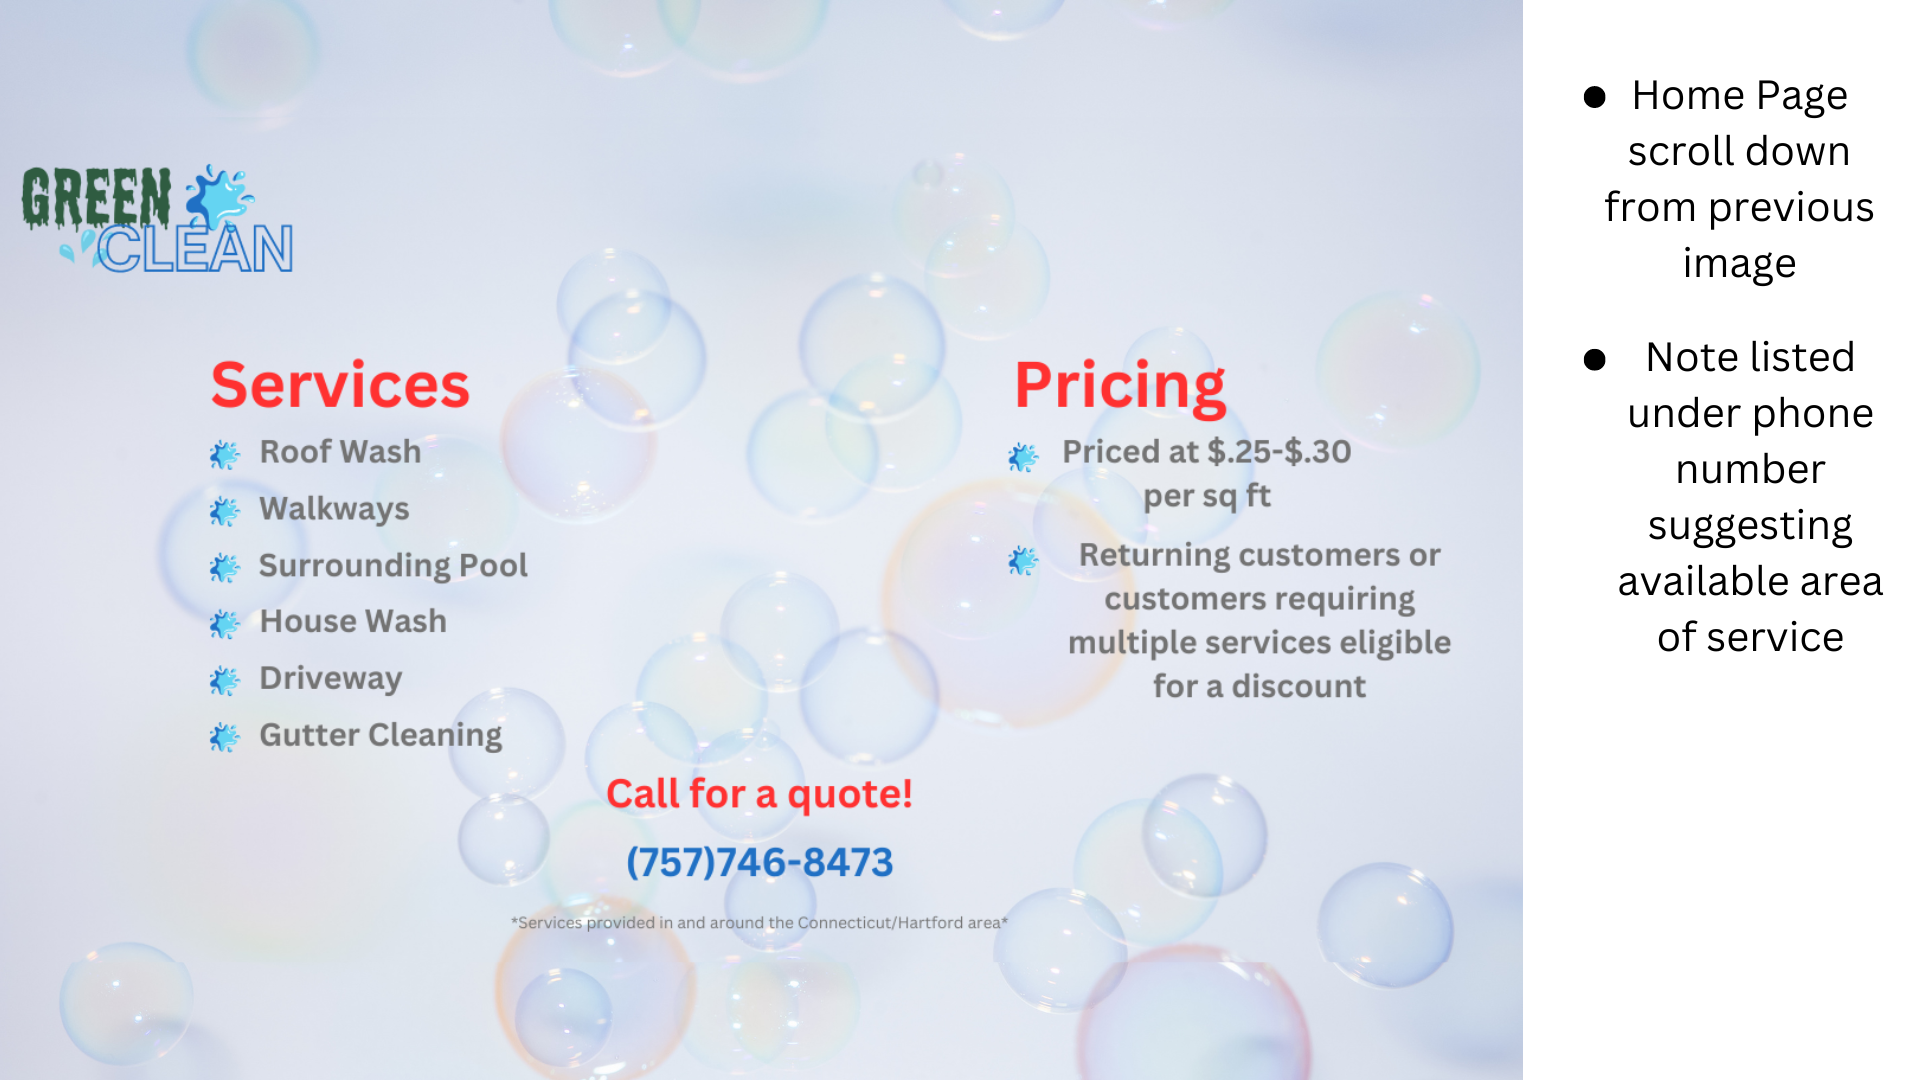 GREEN
CLEAN
Services
Roof Wash
Walkways
Surrounding Pool
House Wash
Driveway
Gutter Cleaning
Pricing
Priced at $.25-$.30
per sq ft
Returning customers or
customers requiring
multiple services eligible
for a discount
Call for a quote!
(757)746-8473
*Services provided in and around the Connecticut/Hartford area*
Home Page
scroll down
from previous
image
Note listed
under phone
number
suggesting
available area
of service